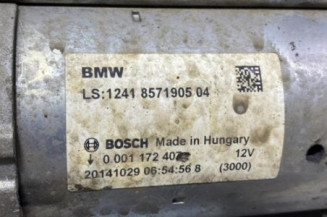 BMW
LS:1241 8571905 04
BOSCH Made in Hungary
0 001 172 407 12V
20141029 06:54:56 8 (3000)